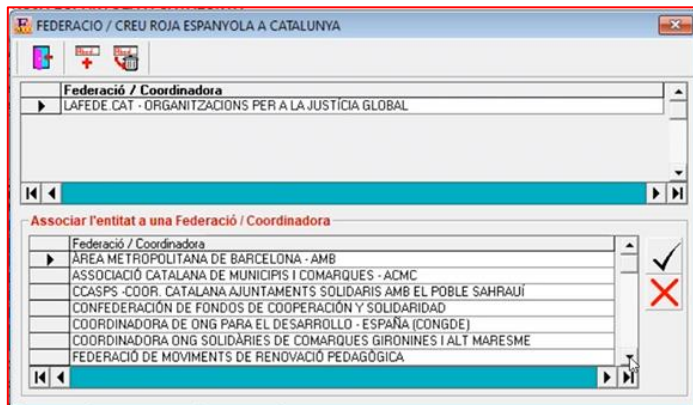 FEDERACIO / CREU ROJA ESPANYOLA A CATALUNYA
Federació / Coordinadora
LAFEDE.CAT - ORGANITZACIONS PER A LA JUSTÍCIA GLOBAL
Associar l'entitat a una Federació / Coordinadora
Federació / Coordinadora
ÀREA METROPOLITANA DE BARCELONA - AMB
ASSOCIACIÓ CATALANA DE MUNICIPIS I COMARQUES - ACMC
CCASPS -COOR. CATALANA AJUNTAMENTS SOLIDARIS AMB EL POBLE SAHRAUÍ
CONFEDERACIÓN DE FONDOS DE COOPERACIÓN Y SOLIDARIDAD
COORDINADORA DE ONG PARA EL DESARROLLO - ESPAÑA (CONGDE)
COORDINADORA ONG SOLIDÀRIES DE COMARQUES GIRONINES I ALT MARESME
FEDERACIÓ DE MOVIMENTS DE RENOVACIÓ PEDAGÒGICA